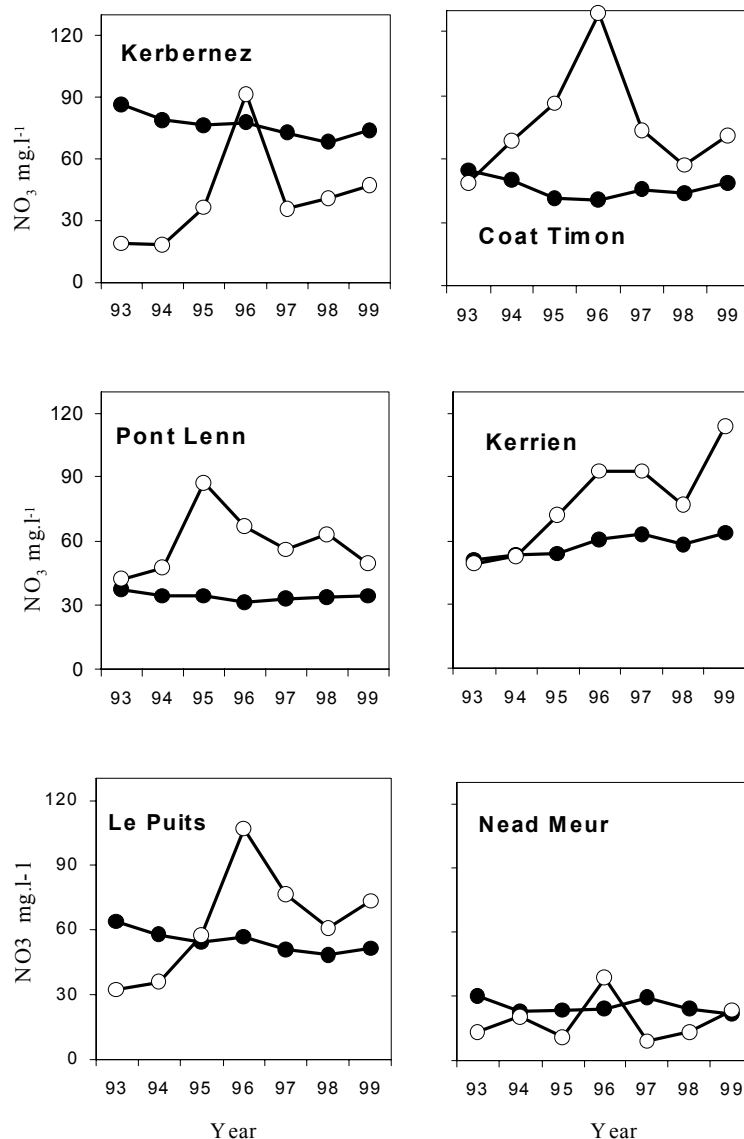 120
Kerbernez
90
60
30
0
NO3 mg.l-1
93 94 95 96 97 98 99
Coat Timon
93 94 95 96 97 98 99
120
Pont Lenn
90
60
30
0
NO3 mg.l-1
93 94 95 96 97 98 99
Kerrien
93 94 95 96 97 98 99
120
Le Puits
90
60
30
0
NO3 mg.l-1
93 94 95 96 97 98 99
Year
Nead Meur
93 94 95 96 97 98 99
Year